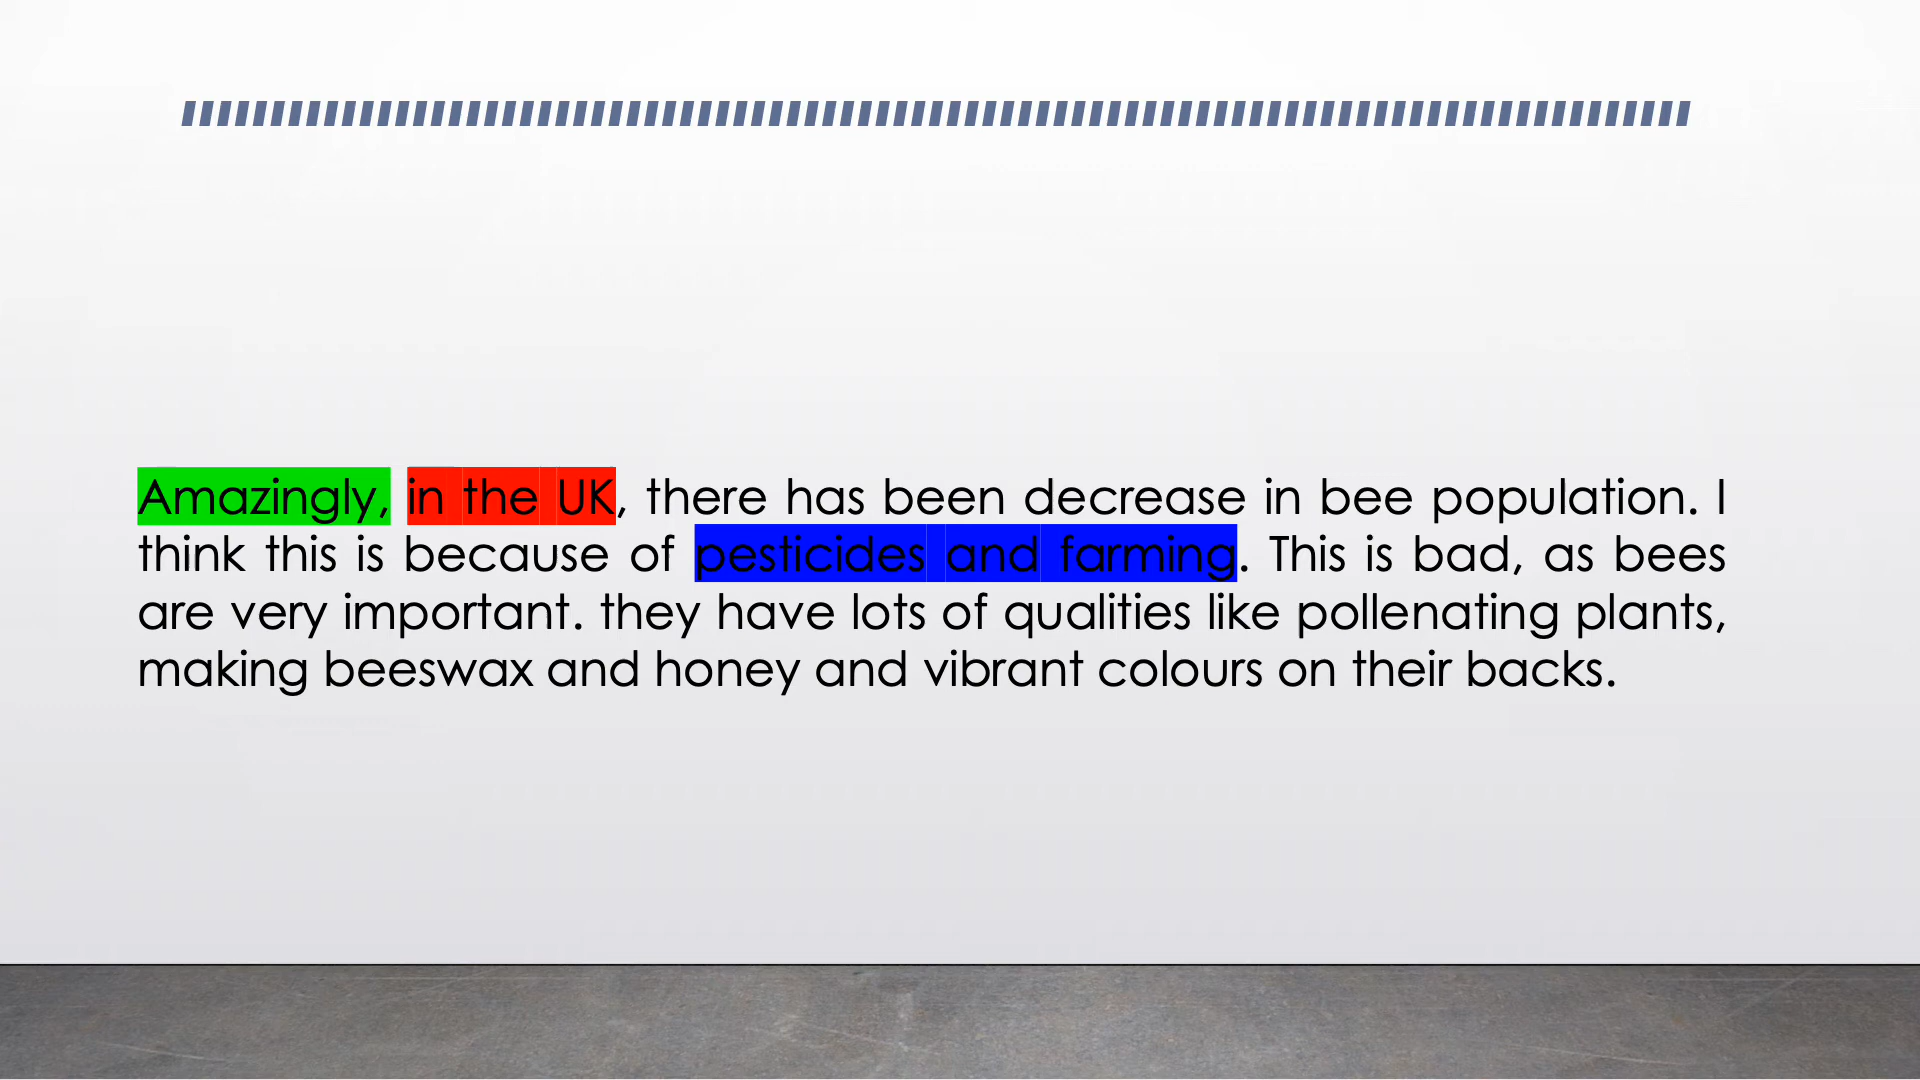 Amazingly, in the UK, there has been decrease in bee population. I
think this is because of pesticides and farming. This is bad, as bees
are very important. they have lots of qualities like pollenating plants,
making beeswax and honey and vibrant colours on their backs.